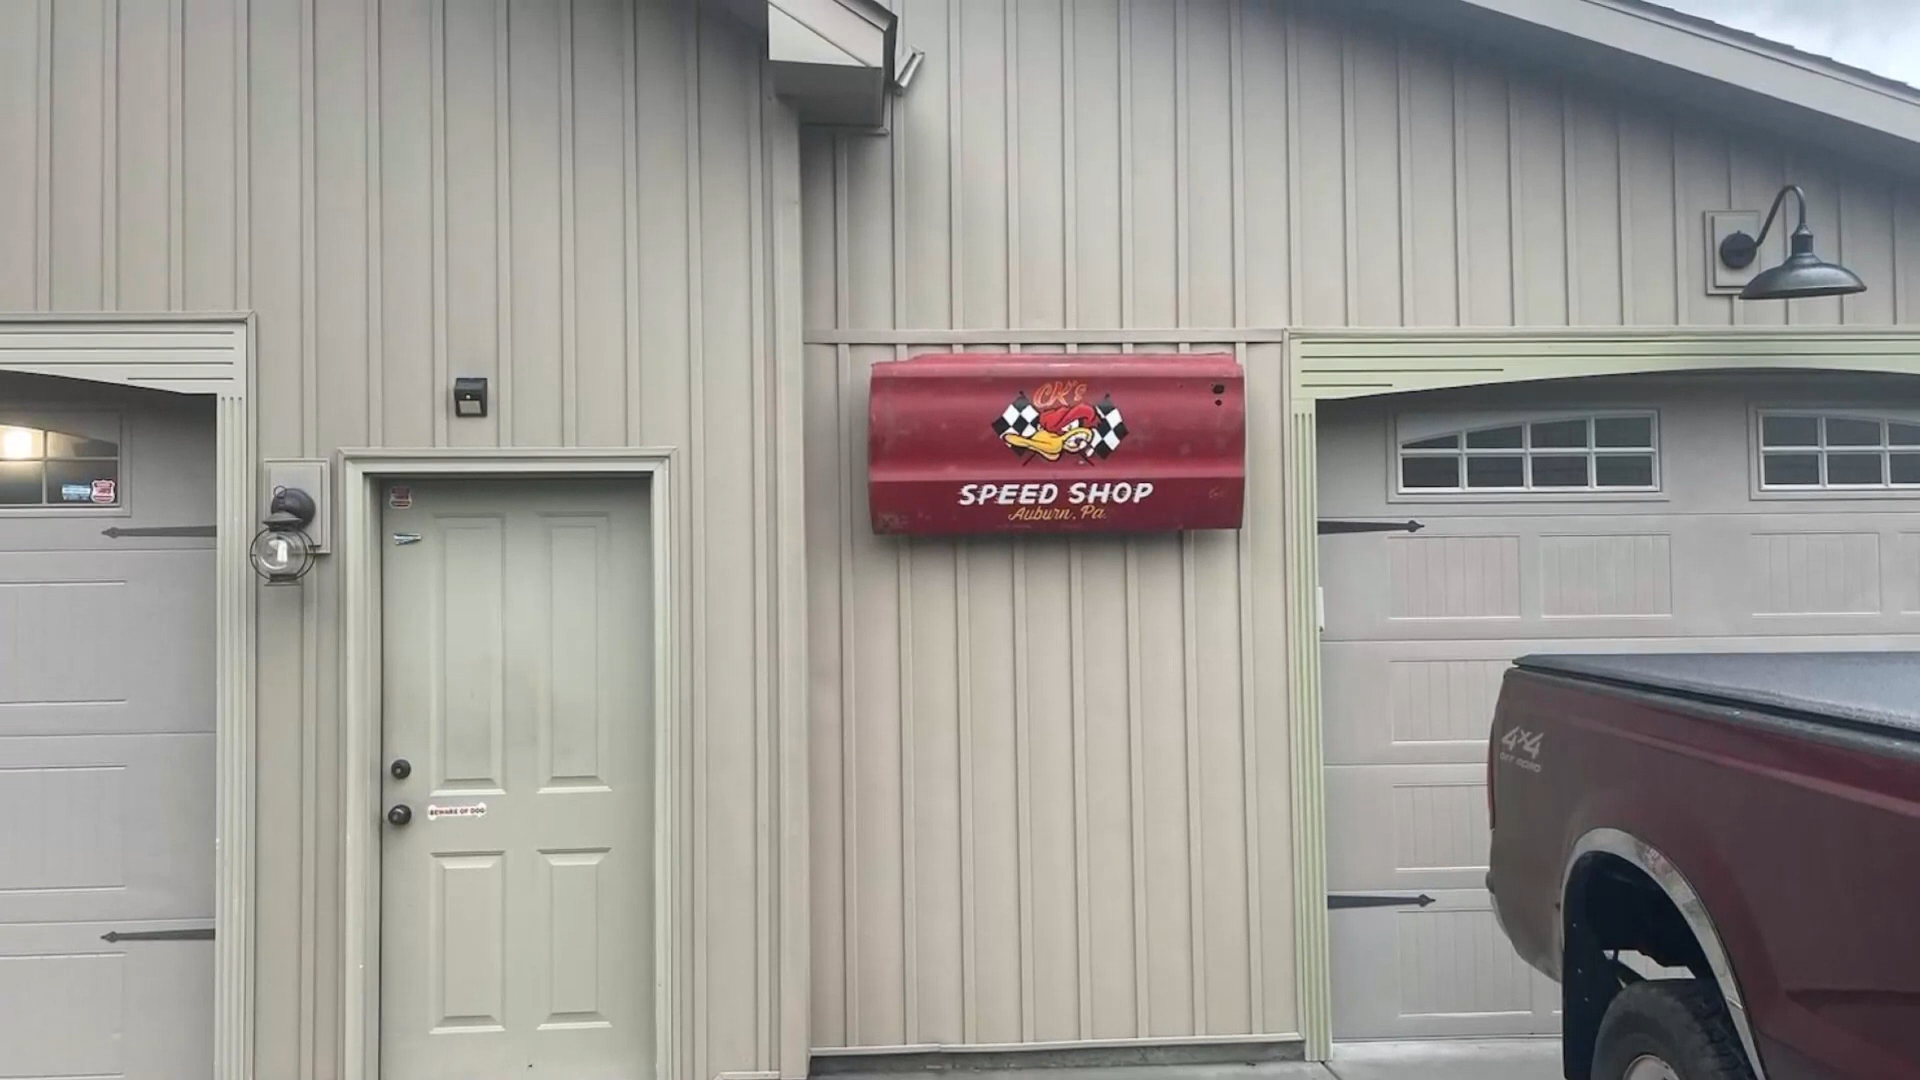 CK's
SPEED SHOP
Auburn, Pa.
BEWARE OF DOG
4x4
OFF ROAD